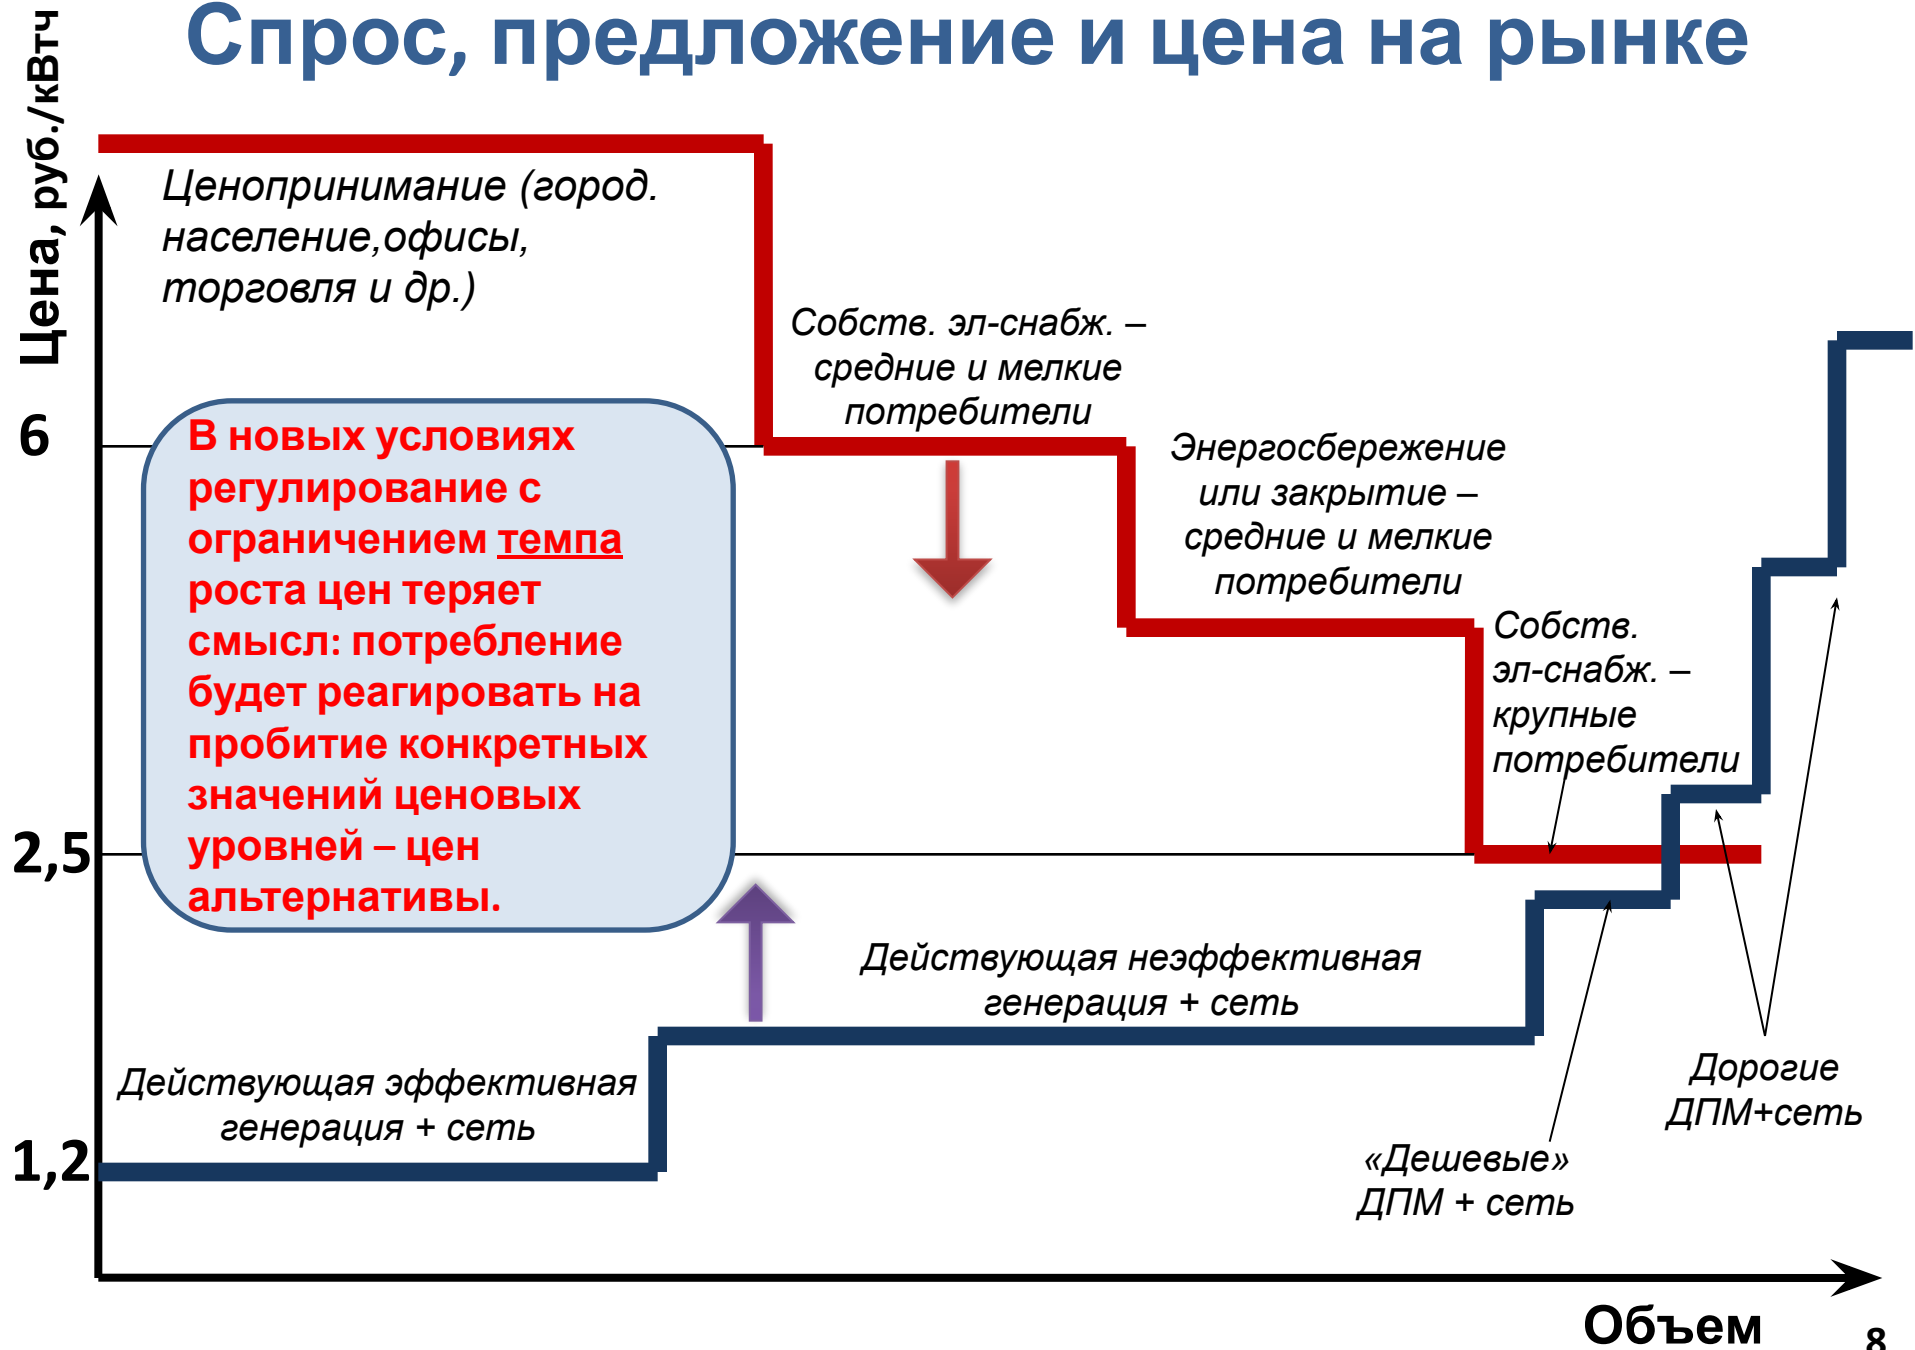 Спрос, предложение и цена на рынке
Цена, руб./кВтч
Ценопринимание (город.
население,офисы,
торговля и др.)
Собств. эл-снабж. –
средние и мелкие
потребители
6
В новых условиях
регулирование с
ограничением темпа
роста цен теряет
смысл: потребление
будет реагировать на
пробитие конкретных
значений ценовых
уровней – цен
альтернативы.
Энергосбережение
или закрытие –
средние и мелкие
потребители
Собств.
эл-снабж. –
крупные
потребители
2,5
Действующая неэффективная
генерация + сеть
Действующая эффективная
генерация + сеть
Дорогие
ДПМ+сеть
1,2
«Дешевые»
ДПМ + сеть
Объем
8